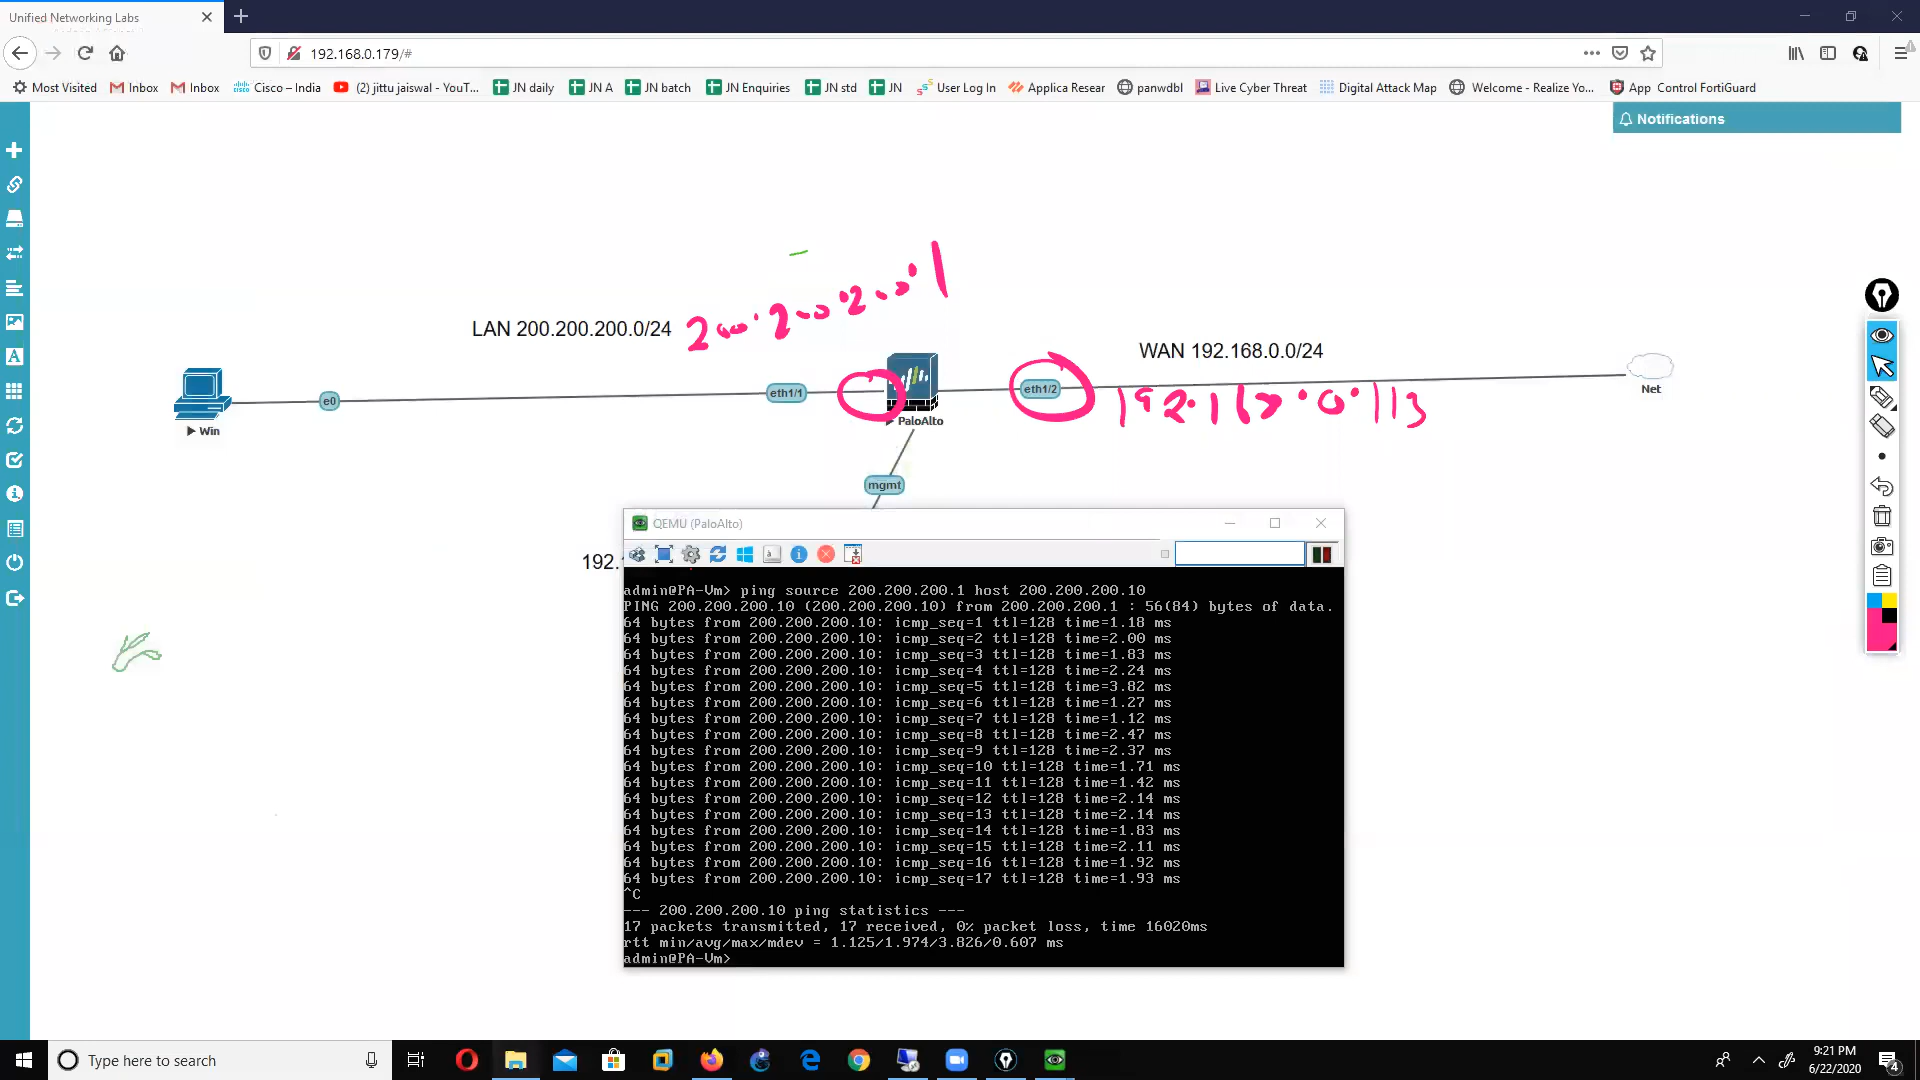 Unified Networking Labs
192.168.0.179/#
Most Visited Inbox Inbox Cisco – India (2) jittu jaiswal - YouT... JN daily JN A JN batch JN Enquiries JN std JN User Log In Applica Resear panwdbl Live Cyber Threat Digital Attack Map Welcome - Realize Yo... App Control FortiGuard
Notifications
200.200.200.1
LAN 200.200.200.0/24
WAN 192.168.0.0/24
e0
eth1/1
eth1/2
Net
192.168.0.113
Win
PaloAlto
mgmt
192.
QEMU (PaloAlto)
admin@PA-Vm> ping source 200.200.200.1 host 200.200.200.10
PING 200.200.200.10 (200.200.200.10) from 200.200.200.1 : 56(84) bytes of data.
64 bytes from 200.200.200.10: icmp_seq=1 ttl=128 time=1.18 ms
64 bytes from 200.200.200.10: icmp_seq=2 ttl=128 time=2.00 ms
64 bytes from 200.200.200.10: icmp_seq=3 ttl=128 time=1.83 ms
64 bytes from 200.200.200.10: icmp_seq=4 ttl=128 time=2.24 ms
64 bytes from 200.200.200.10: icmp_seq=5 ttl=128 time=3.82 ms
64 bytes from 200.200.200.10: icmp_seq=6 ttl=128 time=1.27 ms
64 bytes from 200.200.200.10: icmp_seq=7 ttl=128 time=1.12 ms
64 bytes from 200.200.200.10: icmp_seq=8 ttl=128 time=2.47 ms
64 bytes from 200.200.200.10: icmp_seq=9 ttl=128 time=2.37 ms
64 bytes from 200.200.200.10: icmp_seq=10 ttl=128 time=1.71 ms
64 bytes from 200.200.200.10: icmp_seq=11 ttl=128 time=1.42 ms
64 bytes from 200.200.200.10: icmp_seq=12 ttl=128 time=2.14 ms
64 bytes from 200.200.200.10: icmp_seq=13 ttl=128 time=2.14 ms
64 bytes from 200.200.200.10: icmp_seq=14 ttl=128 time=1.83 ms
64 bytes from 200.200.200.10: icmp_seq=15 ttl=128 time=2.11 ms
64 bytes from 200.200.200.10: icmp_seq=16 ttl=128 time=1.92 ms
64 bytes from 200.200.200.10: icmp_seq=17 ttl=128 time=1.93 ms
^C
--- 200.200.200.10 ping statistics ---
17 packets transmitted, 17 received, 0% packet loss, time 16020ms
rtt min/avg/max/mdev = 1.125/1.974/3.826/0.607 ms
admin@PA-Vm>
Type here to search
9:21 PM
6/22/2020
4